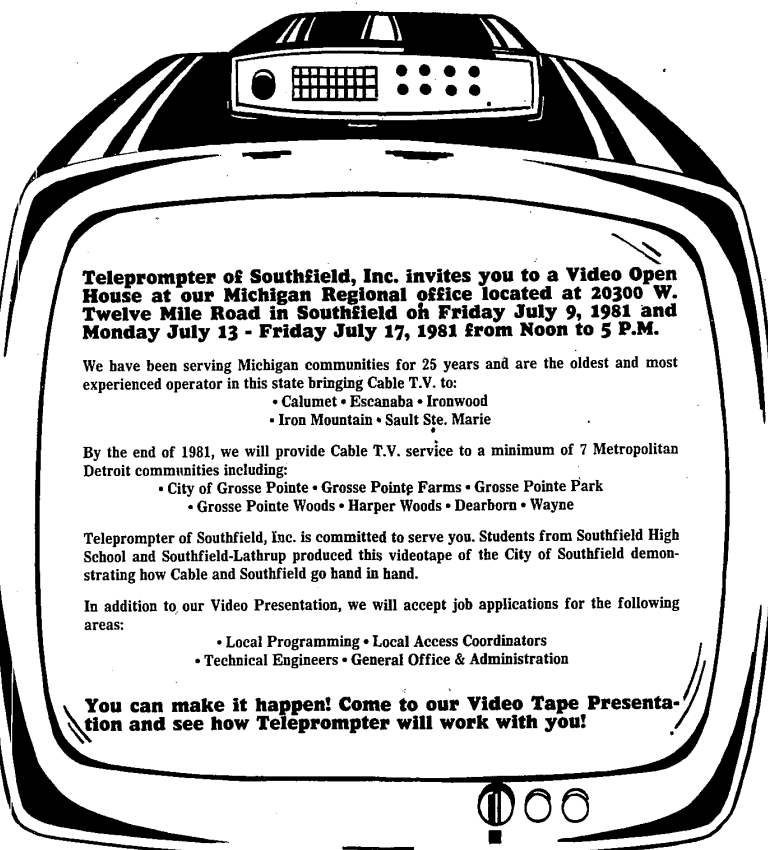 Teleprompter of Southfield, Inc. invites you to a Video Open
House at our Michigan Regional office located at 20300 W.
Twelve Mile Road in Southfield on Friday July 9, 1981 and
Monday July 13 - Friday July 17, 1981 from Noon to 5 P.M.
We have been serving Michigan communities for 25 years and are the oldest and most
experienced operator in this state bringing Cable T.V. to:
• Calumet • Escanaba • Ironwood
• Iron Mountain • Sault Ste. Marie
By the end of 1981, we will provide Cable T.V. service to a minimum of 7 Metropolitan
Detroit communities including:
• City of Grosse Pointe • Grosse Pointe Farms • Grosse Pointe Park
• Grosse Pointe Woods • Harper Woods • Dearborn • Wayne
Teleprompter of Southfield, Inc. is committed to serve you. Students from Southfield High
School and Southfield-Lathrup produced this videotape of the City of Southfield demon-
strating how Cable and Southfield go hand in hand.
In addition to our Video Presentation, we will accept job applications for the following
areas:
• Local Programming • Local Access Coordinators
• Technical Engineers • General Office & Administration
You can make it happen! Come to our Video Tape Presenta-
tion and see how Teleprompter will work with you!